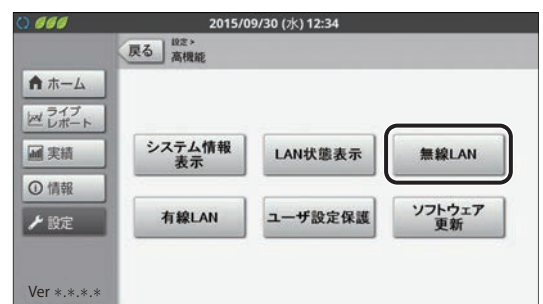 2015/09/30 (水) 12:34
戻る
設定>
高機能
ホーム
ライブ
レポート
実績
情報
設定
システム情報
表示
LAN状態表示
無線LAN
有線LAN
ユーザ設定保護
ソフトウェア
更新
Ver *.*.*.*